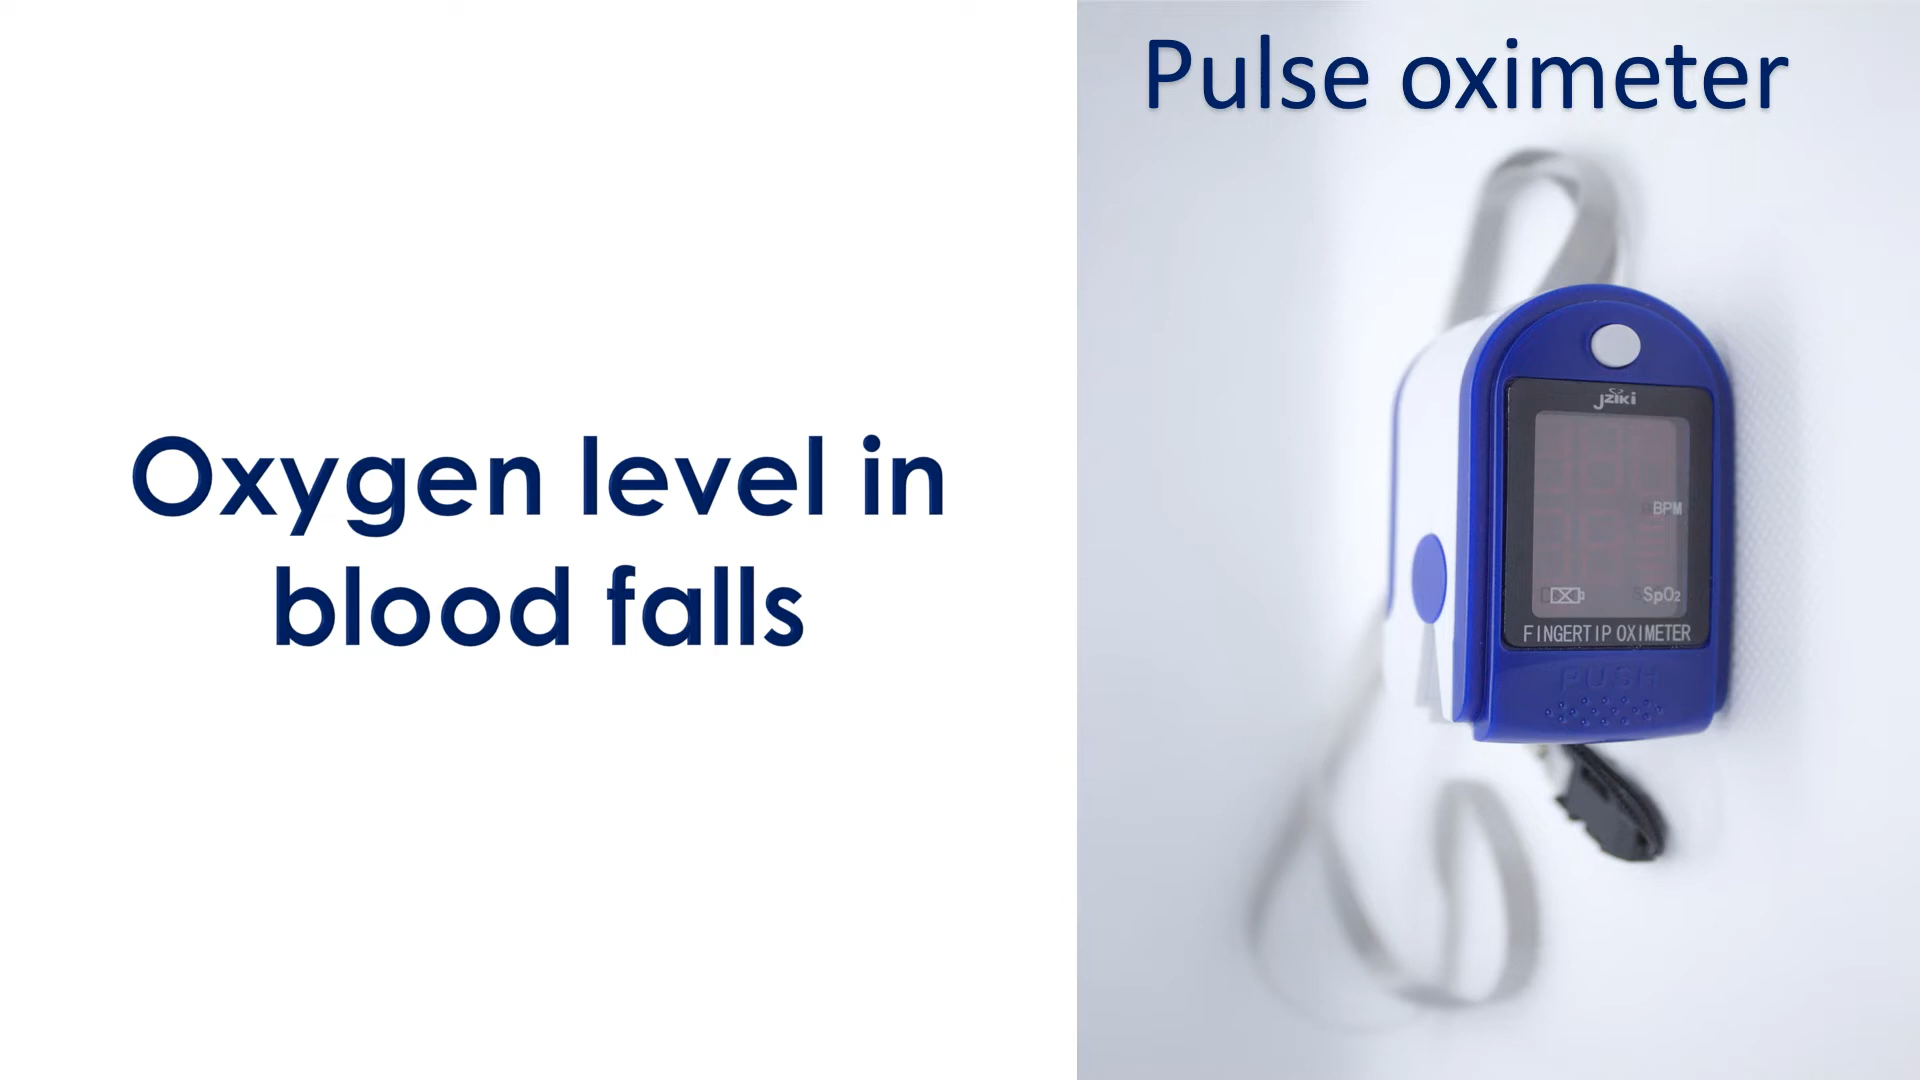 Oxygen level in
blood falls
Pulse oximeter
Jziki
BPM
SpO2
FINGERTIP OXIMETER
PUSH